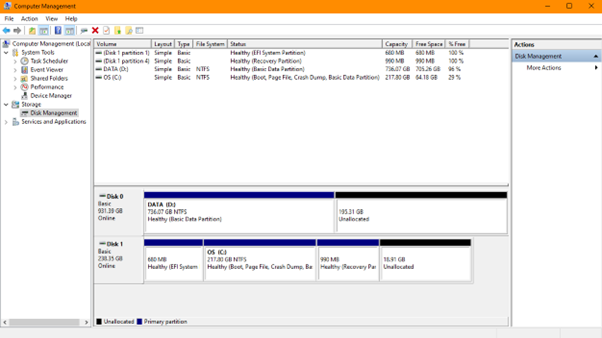 Computer Management
File Action View Help
Computer Management (Local
System Tools
Task Scheduler
Event Viewer
Shared Folders
Performance
Device Manager
Storage
Disk Management
Services and Applications
Volume Layout Type File System Status Capacity Free Space % Free
(Disk 1 partition 1) Simple Basic Healthy (EFI System Partition) 680 MB 680 MB 100 %
(Disk 1 partition 4) Simple Basic Healthy (Recovery Partition) 990 MB 990 MB 100 %
DATA (D:) Simple Basic NTFS Healthy (Basic Data Partition) 736.07 GB 705.26 GB 96 %
OS (C:) Simple Basic NTFS Healthy (Boot, Page File, Crash Dump, Basic Data Partition) 217.80 GB 64.18 GB 29 %
Disk 0
Basic
931.39 GB
Online
DATA (D:)
736.07 GB NTFS
Healthy (Basic Data Partition)
195.31 GB
Unallocated
Disk 1
Basic
238.35 GB
Online
680 MB
Healthy (EFI System
OS (C:)
217.80 GB NTFS
Healthy (Boot, Page File, Crash Dump, Ba
990 MB
Healthy (Recovery Par
18.91 GB
Unallocated
Unallocated Primary partition
Actions
Disk Management
More Actions